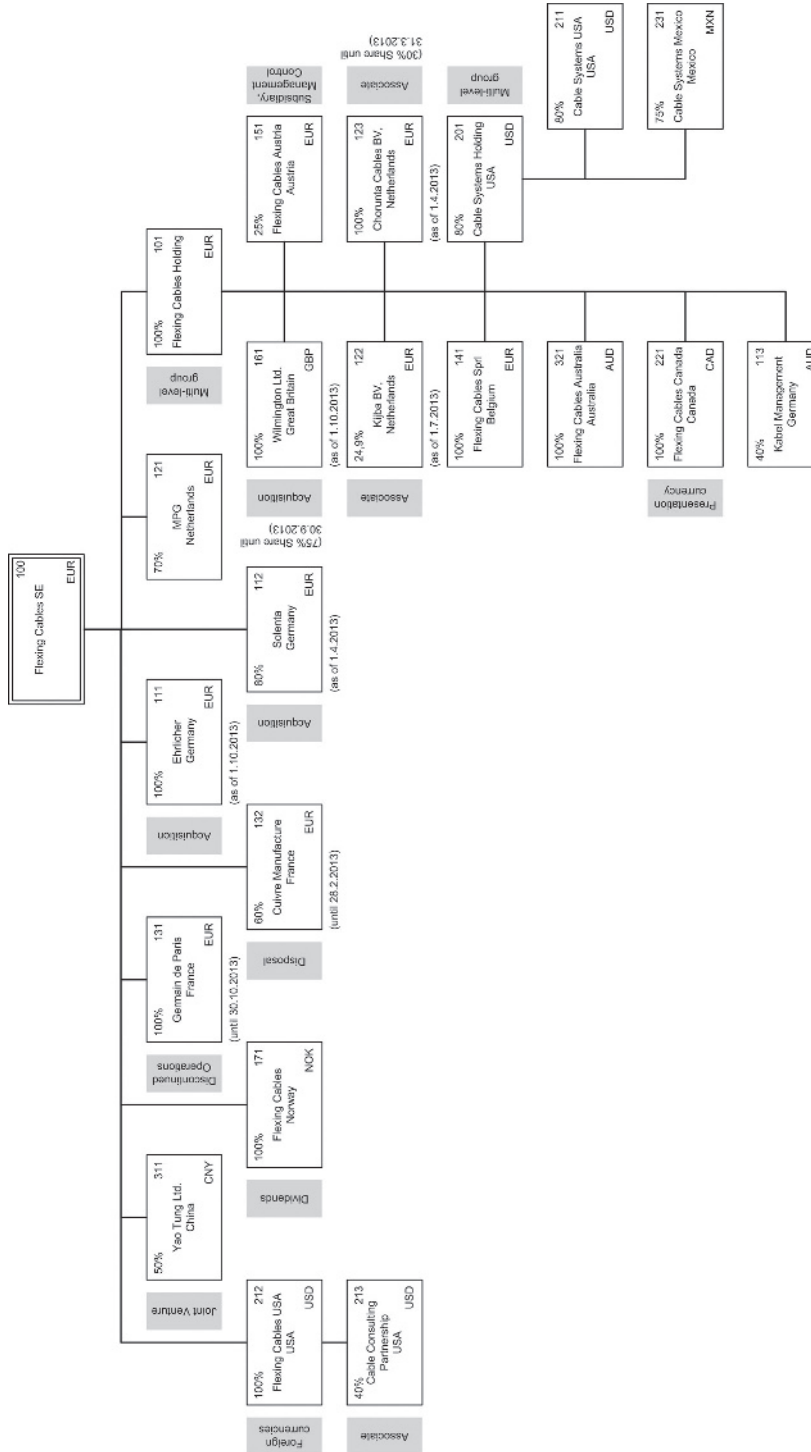 100
Flexing Cables SE
EUR
Joint Venture
50%
311
Yao Tung Ltd.
China
CNY
Discontinued
Operations
100%
131
Germain de Paris
France
EUR
(until 30.10.2013)
Acquisition
100%
111
Ehrlicher
Germany
EUR
(as of 1.10.2013)
70%
121
MPG
Netherlands
EUR
Multi-level
group
100%
101
Flexing Cables Holding
EUR
Foreign
currencies
100%
212
Flexing Cables USA
USA
USD
Dividends
100%
171
Flexing Cables
Norway
NOK
Disposal
60%
132
Cuivre Manufacture
France
EUR
(until 28.2.2013)
Acquisition
80%
112
Solenta
Germany
EUR
(as of 1.4.2013)
(75% Share until
30.9.2013)
Acquisition
100%
161
Wilmington Ltd.
Great Britain
GBP
(as of 1.10.2013)
25%
151
Flexing Cables Austria
Austria
EUR
Subsidiary,
Management
Control
Associate
40%
213
Cable Consulting
Partnership
USA
USD
Associate
24,9%
122
Kijba BV,
Netherlands
EUR
(as of 1.7.2013)
100%
123
Chorunta Cables BV,
Netherlands
EUR
(as of 1.4.2013)
Associate
(30% Share until
31.3.2013)
100%
141
Flexing Cables Sprl
Belgium
EUR
80%
201
Cable Systems Holding
USA
USD
Multi-level
group
100%
321
Flexing Cables Australia
Australia
AUD
80%
211
Cable Systems USA
USA
USD
Presentation
currency
100%
221
Flexing Cables Canada
Canada
CAD
75%
231
Cable Systems Mexico
Mexico
MXN
40%
113
Kabel Management
Germany
AUD